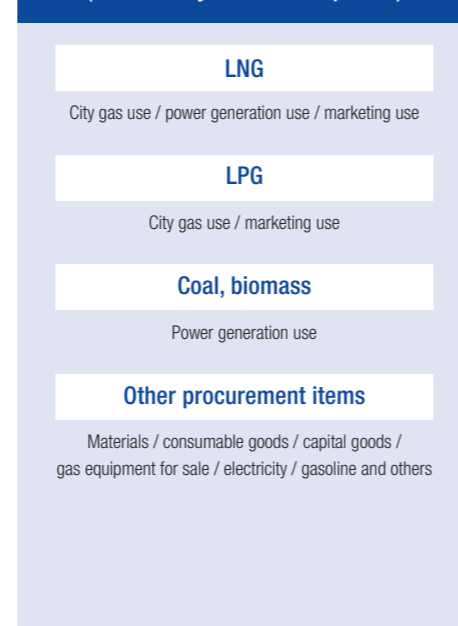 LNG
City gas use / power generation use / marketing use
LPG
City gas use / marketing use
Coal, biomass
Power generation use
Other procurement items
Materials / consumable goods / capital goods /
gas equipment for sale / electricity / gasoline and others